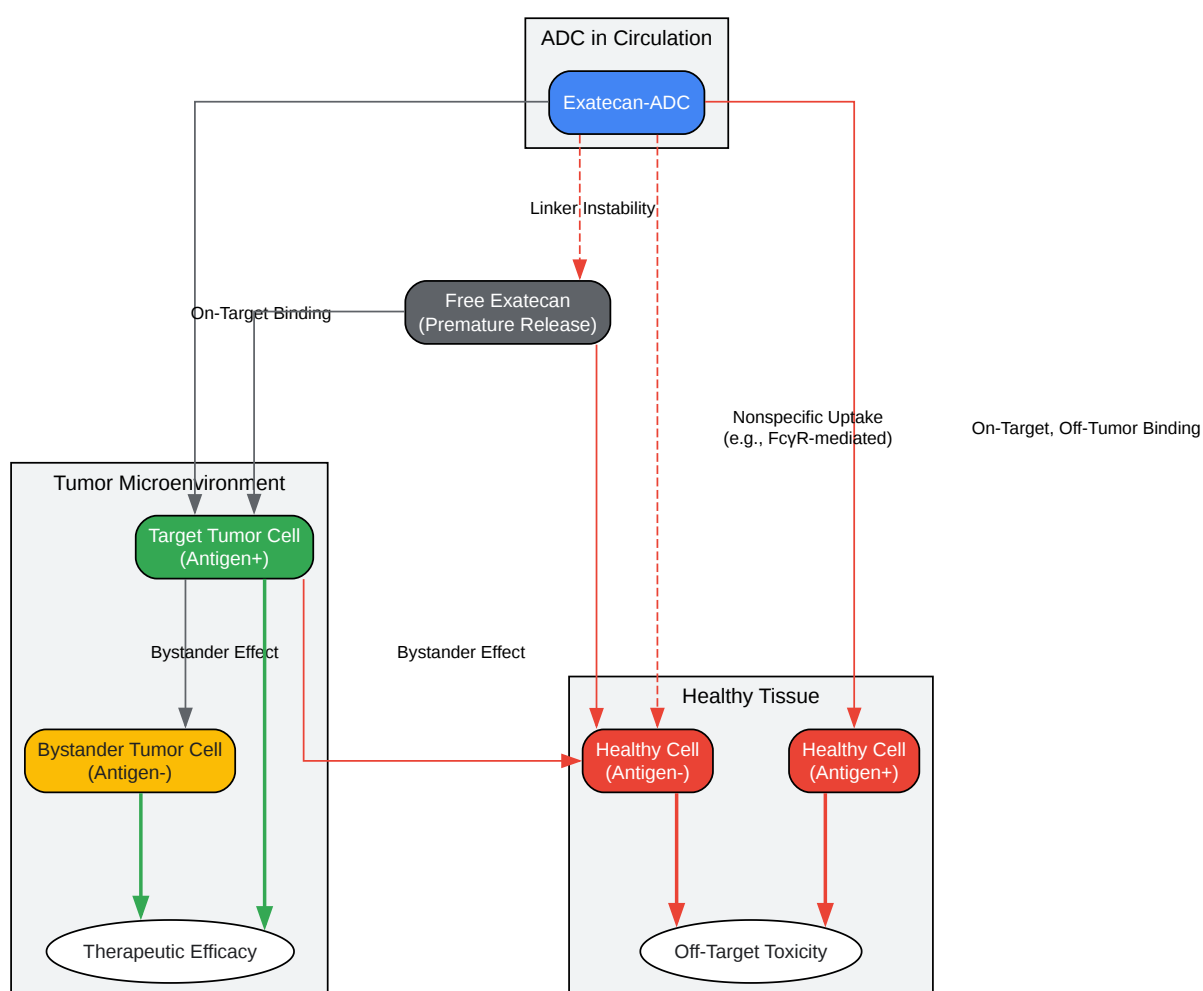 ADC in Circulation
Exatecan-ADC
Linker Instability
Free Exatecan
(Premature Release)
On-Target Binding
Nonspecific Uptake
(e.g., FcγR-mediated)
On-Target, Off-Tumor Binding
Tumor Microenvironment
Target Tumor Cell
(Antigen+)
Bystander Effect
Bystander Effect
Healthy Tissue
Bystander Tumor Cell
(Antigen-)
Healthy Cell
(Antigen-)
Healthy Cell
(Antigen+)
Therapeutic Efficacy
Off-Target Toxicity